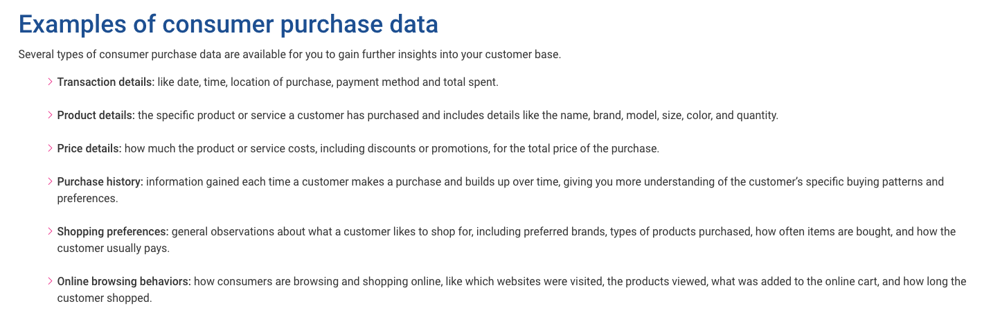 Examples of consumer purchase data
Several types of consumer purchase data are available for you to gain further insights into your customer base.
Transaction details: like date, time, location of purchase, payment method and total spent.
Product details: the specific product or service a customer has purchased and includes details like the name, brand, model, size, color, and quantity.
Price details: how much the product or service costs, including discounts or promotions, for the total price of the purchase.
Purchase history: information gained each time a customer makes a purchase and builds up over time, giving you more understanding of the customer’s specific buying patterns and
preferences.
Shopping preferences: general observations about what a customer likes to shop for, including preferred brands, types of products purchased, how often items are bought, and how the
customer usually pays.
Online browsing behaviors: how consumers are browsing and shopping online, like which websites were visited, the products viewed, what was added to the online cart, and how long the
customer shopped.